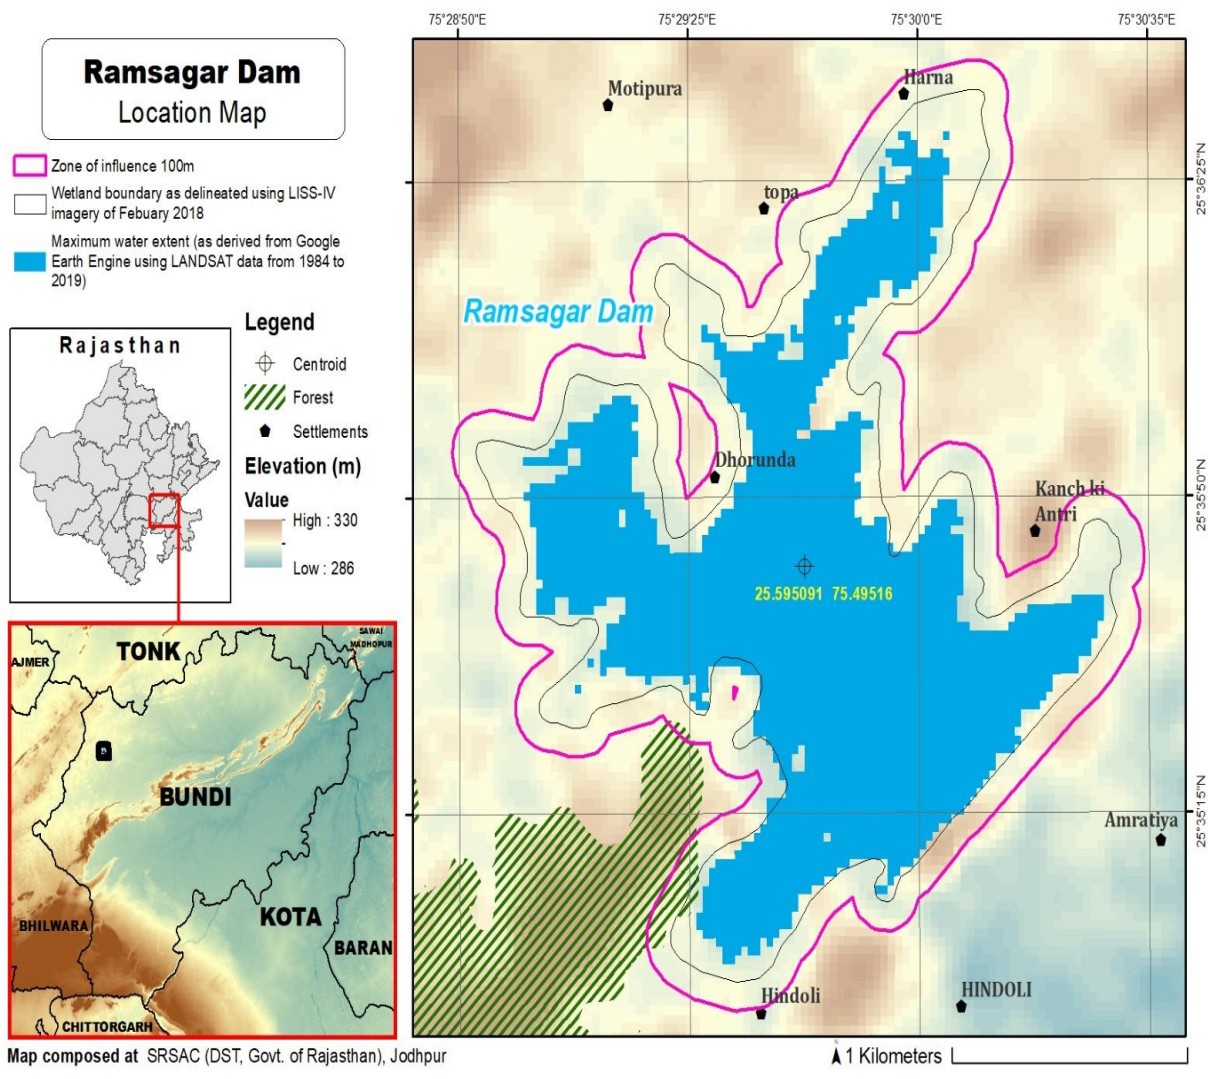 Ramsagar Dam
Location Map
Zone of influence 100m
Wetland boundary as delineated using LISS-IV
imagery of Febuary 2018
Maximum water extent (as derived from Google
Earth Engine using LANDSAT data from 1984 to
2019)
Rajasthan
Legend
Centroid
Forest
Settlements
Elevation (m)
Value
High : 330
Low : 286
AJMER
TONK
SAWAI
MADHOPUR
BUNDI
KOTA
BHILWARA
BARAN
CHITTORGARH
Map composed at SRSAC (DST, Govt. of Rajasthan), Jodhpur
75°28'50"E
75°29'25"E
75°30'0"E
75°30'35"E
Motipura
Harna
topa
Ramsagar Dam
Dhorunda
Kanch ki
Antri
25.595091 75.49516
Amratiya
Hindoli
HINDOLI
25°36'25"N
25°35'50"N
25°35'15"N
N
1 Kilometers